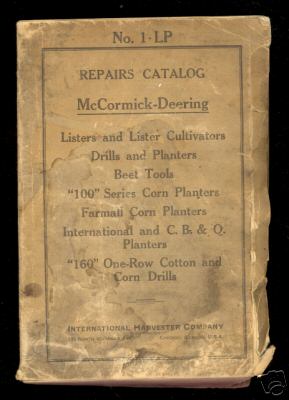 No. 1-LP
REPAIRS CATALOG
McCormick-Deering
Listers and Lister Cultivators
Drills and Planters
Beet Tools
"100" Series Corn Planters
Farmall Corn Planters
International and C. B. & Q.
Planters
"160" One-Row Cotton and
Corn Drills
INTERNATIONAL HARVESTER COMPANY
U.S.A.